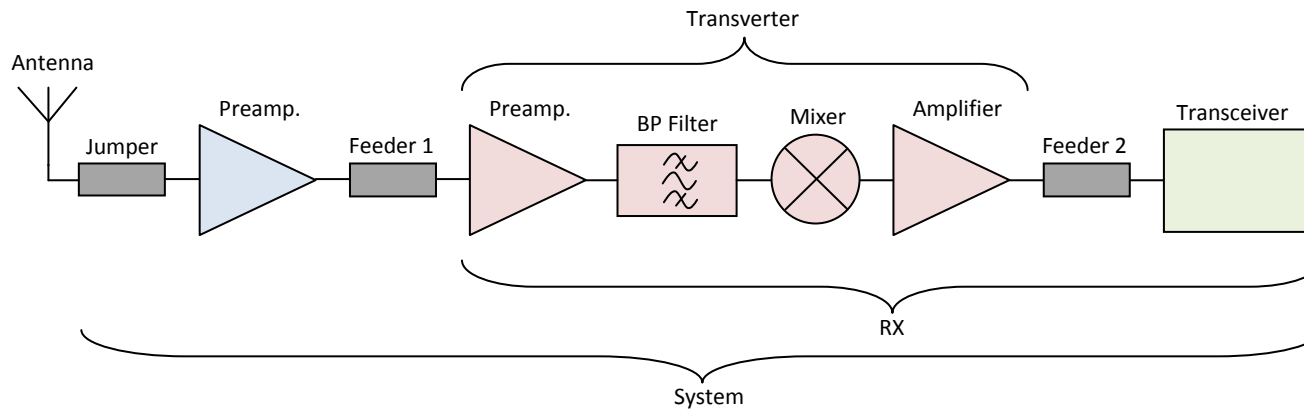 Transverter
Antenna
Preamp.
Preamp.
BP Filter
Mixer
Amplifier
Transceiver
Jumper
Feeder 1
Feeder 2
RX
System